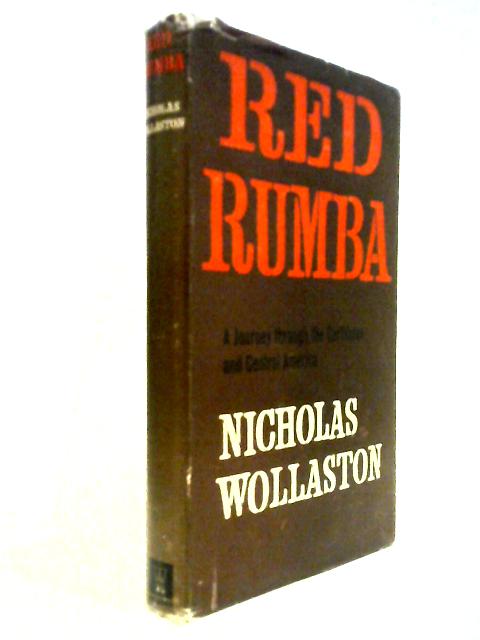 RED
RUMBA
NICHOLAS
WOLLASTON
RED
RUMBA
A Journey through the Caribbean
and Central America
NICHOLAS
WOLLASTON